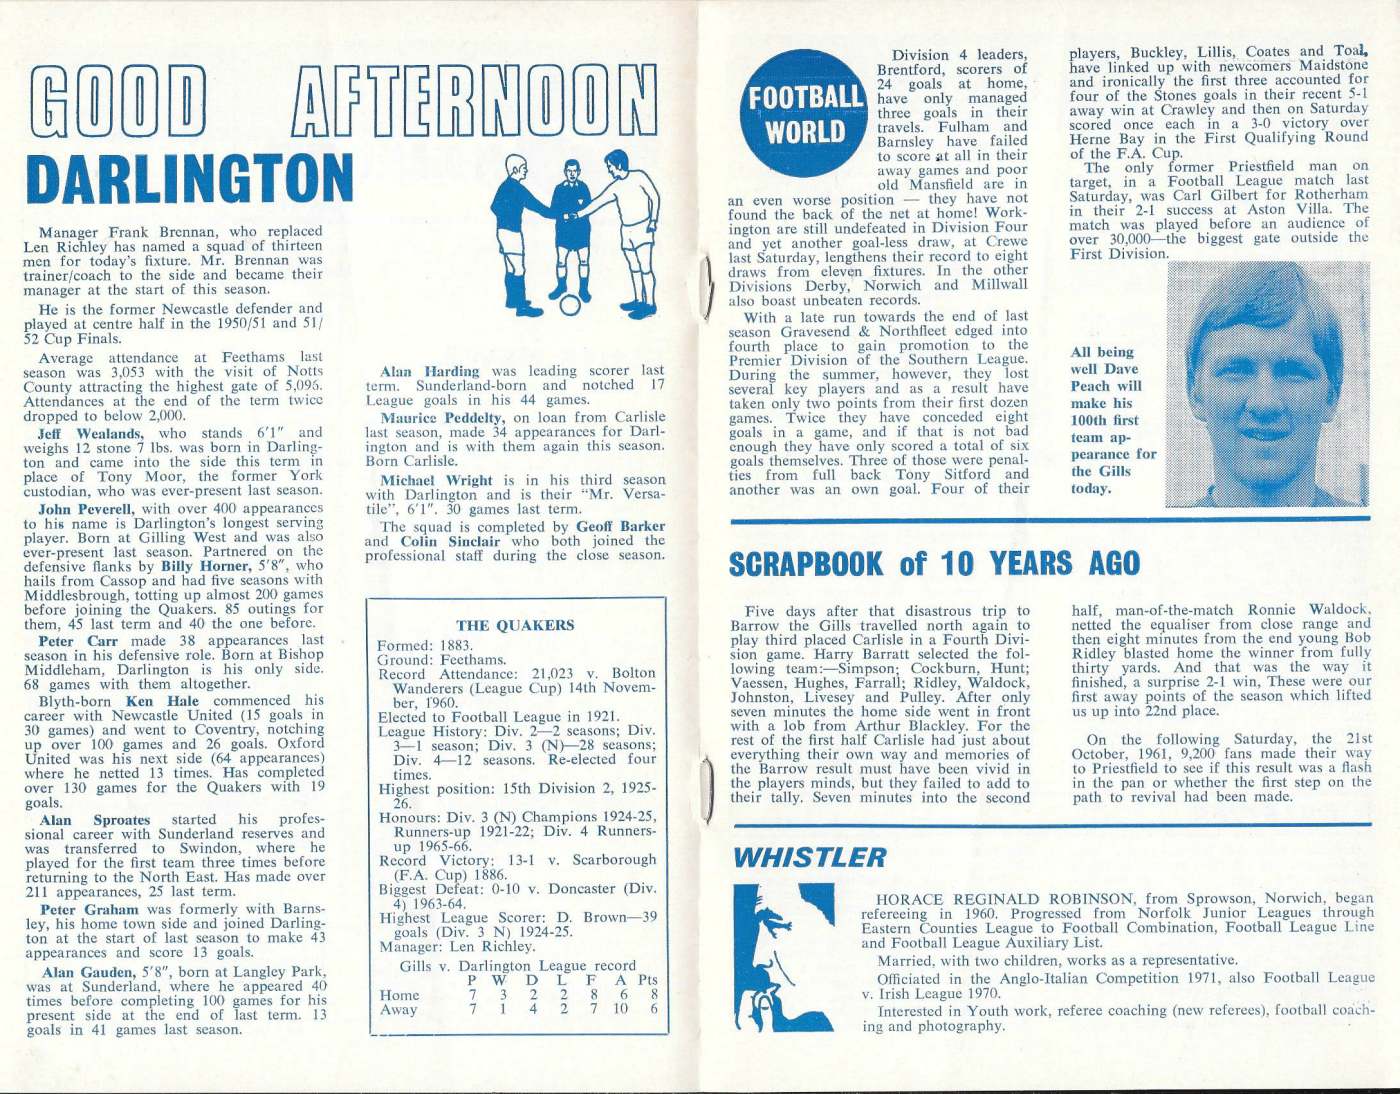 GOOD AFTERNOON
DARLINGTON
Manager Frank Brennan, who replaced
Len Richley has named a squad of thirteen
men for today's fixture. Mr. Brennan was
trainer/coach to the side and became their
manager at the start of this season.
He is the former Newcastle defender and
played at centre half in the 1950/51 and 51/
52 Cup Finals.
Average attendance at Feethams last
season was 3,053 with the visit of Notts
County attracting the highest gate of 5,096.
Attendances at the end of the term twice
dropped to below 2,000.
Jeff Wealands, who stands 6'1" and
weighs 12 stone 7 lbs. was born in Darling-
ton and came into the side this term in
place of Tony Moor, the former York
custodian, who was ever-present last season.
John Peverell, with over 400 appearances
to his name is Darlington's longest serving
player. Born at Gilling West and was also
ever-present last season. Partnered on the
defensive flanks by Billy Horner, 5'8", who
hails from Cassop and had five seasons with
Middlesbrough, totting up almost 200 games
before joining the Quakers. 85 outings for
them, 45 last term and 40 the one before.
Peter Carr made 38 appearances last
season in his defensive role. Born at Bishop
Middleham, Darlington is his only side.
68 games with them altogether.
Blyth-born Ken Hale commenced his
career with Newcastle United (15 goals in
30 games) and went to Coventry, notching
up over 100 games and 26 goals. Oxford
United was his next side (64 appearances)
where he netted 13 times. Has completed
over 130 games for the Quakers with 19
goals.
Alan Sproates started his profes-
sional career with Sunderland reserves and
was transferred to Swindon, where he
played for the first team three times before
returning to the North East. Has made over
211 appearances, 25 last term.
Peter Graham was formerly with Barns-
ley, his home town side and joined Darling-
ton at the start of last season to make 43
appearances and score 13 goals.
Alan Gauden, 5'8", born at Langley Park,
was at Sunderland, where he appeared 40
times before completing 100 games for his
present side at the end of last term. 13
goals in 41 games last season.
Alan Harding was leading scorer last
term. Sunderland-born and notched 17
League goals in his 44 games.
Maurice Peddelty, on loan from Carlisle
last season, made 34 appearances for Darl-
ington and is with them again this season.
Born Carlisle.
Michael Wright is in his third season
with Darlington and is their "Mr. Versa-
tile", 6'1". 30 games last term.
The squad is completed by Geoff Barker
and Colin Sinclair who both joined the
professional staff during the close season.
THE QUAKERS
Formed: 1883.
Ground: Feethams.
Record Attendance: 21,023 v. Bolton
Wanderers (League Cup) 14th Novem-
ber, 1960.
Elected to Football League in 1921.
League History: Div. 2—2 seasons; Div.
3—1 season; Div. 3 (N)—28 seasons;
Div. 4—12 seasons. Re-elected four
times.
Highest position: 15th Division 2, 1925-
26.
Honours: Div. 3 (N) Champions 1924-25,
Runners-up 1921-22; Div. 4 Runners-
up 1965-66.
Record Victory: 13-1 v. Scarborough
(F.A. Cup) 1886.
Biggest Defeat: 0-10 v. Doncaster (Div.
4) 1963-64.
Highest League Scorer: D. Brown—39
goals (Div. 3 N) 1924-25.
Manager: Len Richley.
Gills v. Darlington League record
P W D L F A Pts
Home 7 3 2 2 8 6 8
Away 7 1 4 2 7 10 6
FOOTBALL
WORLD
Division 4 leaders,
Brentford, scorers of
24 goals at home,
have only managed
three goals in their
travels. Fulham and
Barnsley have failed
to score at all in their
away games and poor
old Mansfield are in
an even worse position — they have not
found the back of the net at home! Work-
ington are still undefeated in Division Four
and yet another goal-less draw, at Crewe
last Saturday, lengthens their record to eight
draws from eleven fixtures. In the other
Divisions Derby, Norwich and Millwall
also boast unbeaten records.
With a late run towards the end of last
season Gravesend & Northfleet edged into
fourth place to gain promotion to the
Premier Division of the Southern League.
During the summer, however, they lost
several key players and as a result have
taken only two points from their first dozen
games. Twice they have conceded eight
goals in a game, and if that is not bad
enough they have only scored a total of six
goals themselves. Three of those were penal-
ties from full back Tony Sitford and
another was an own goal. Four of their
players, Buckley, Lillis, Coates and Toal,
have linked up with newcomers Maidstone
and ironically the first three accounted for
four of the Stones goals in their recent 5-1
away win at Crawley and then on Saturday
scored once each in a 3-0 victory over
Herne Bay in the First Qualifying Round
of the F.A. Cup.
The only former Priestfield man on
target, in a Football League match last
Saturday, was Carl Gilbert for Rotherham
in their 2-1 success at Aston Villa. The
match was played before an audience of
over 30,000—the biggest gate outside the
First Division.
All being
well Dave
Peach will
make his
100th first
team ap-
pearance for
the Gills
today.
SCRAPBOOK of 10 YEARS AGO
Five days after that disastrous trip to
Barrow the Gills travelled north again to
play third placed Carlisle in a Fourth Divi-
sion game. Harry Barratt selected the fol-
lowing team:—Simpson; Cockburn, Hunt;
Vaessen, Hughes, Farrall; Ridley, Waldock,
Johnston, Livesey and Pulley. After only
seven minutes the home side went in front
with a lob from Arthur Blackley. For the
rest of the first half Carlisle had just about
everything their own way and memories of
the Barrow result must have been vivid in
the players minds, but they failed to add to
their tally. Seven minutes into the second
half, man-of-the-match Ronnie Waldock,
netted the equaliser from close range and
then eight minutes from the end young Bob
Ridley blasted home the winner from fully
thirty yards. And that was the way it
finished, a surprise 2-1 win, These were our
first away points of the season which lifted
us up into 22nd place.
On the following Saturday, the 21st
October, 1961, 9,200 fans made their way
to Priestfield to see if this result was a flash
in the pan or whether the first step on the
path to revival had been made.
WHISTLER
HORACE REGINALD ROBINSON, from Sprowson, Norwich, began
refereeing in 1960. Progressed from Norfolk Junior Leagues through
Eastern Counties League to Football Combination, Football League Line
and Football League Auxiliary List.
Married, with two children, works as a representative.
Officiated in the Anglo-Italian Competition 1971, also Football League
v. Irish League 1970.
Interested in Youth work, referee coaching (new referees), football coach-
ing and photography.